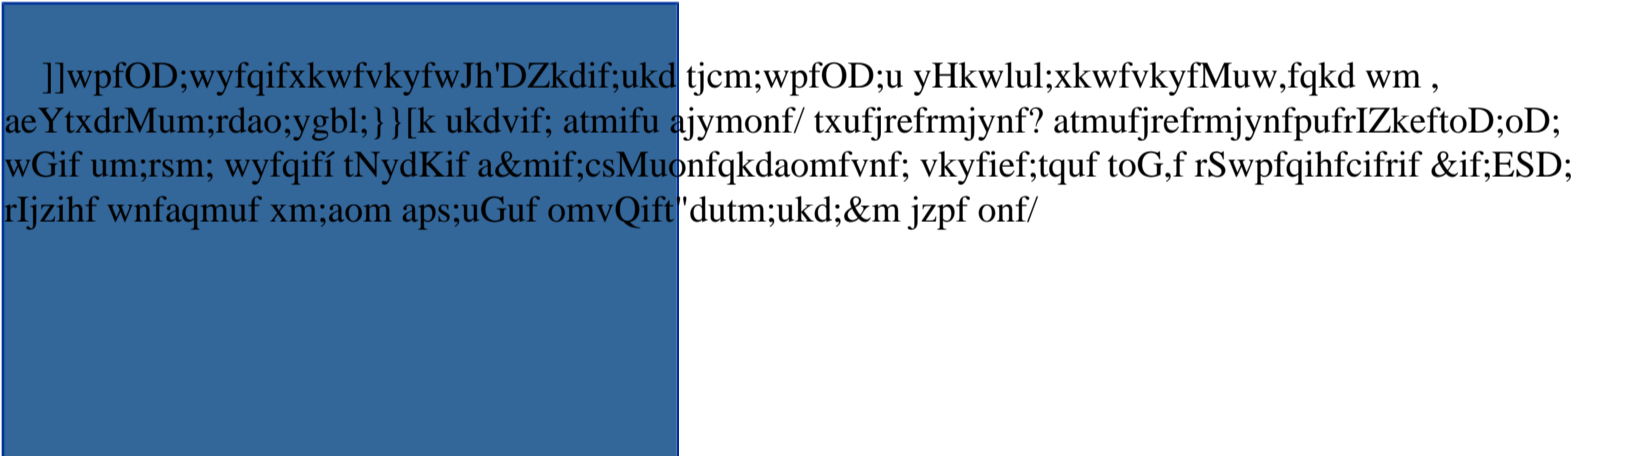 ]]wpfOD;wyfqifxkwfvkyfwJh'DZkdif;ukd tjcm;wpfOD;u yHkwlul;xkwfvkyfMuw,fqkd wm ,
aeYtxdrMum;rdao;ygbl;}}[k ukdvif; atmifu ajymonf/ txufjrefrmjynf? atmufjrefrmjynfpufrIZkeftoD;oD;
wGif um;rsm; wyfqifí tNydKif a&mif;csMuonfqkdaomfvnf; vkyfief;tquf toG,f rSwpfqihfcifrif &if;ESD;
rIjzihf wnfaqmuf xm;aom aps;uGuf omvQift"dutm;ukd;&m jzpf onf/